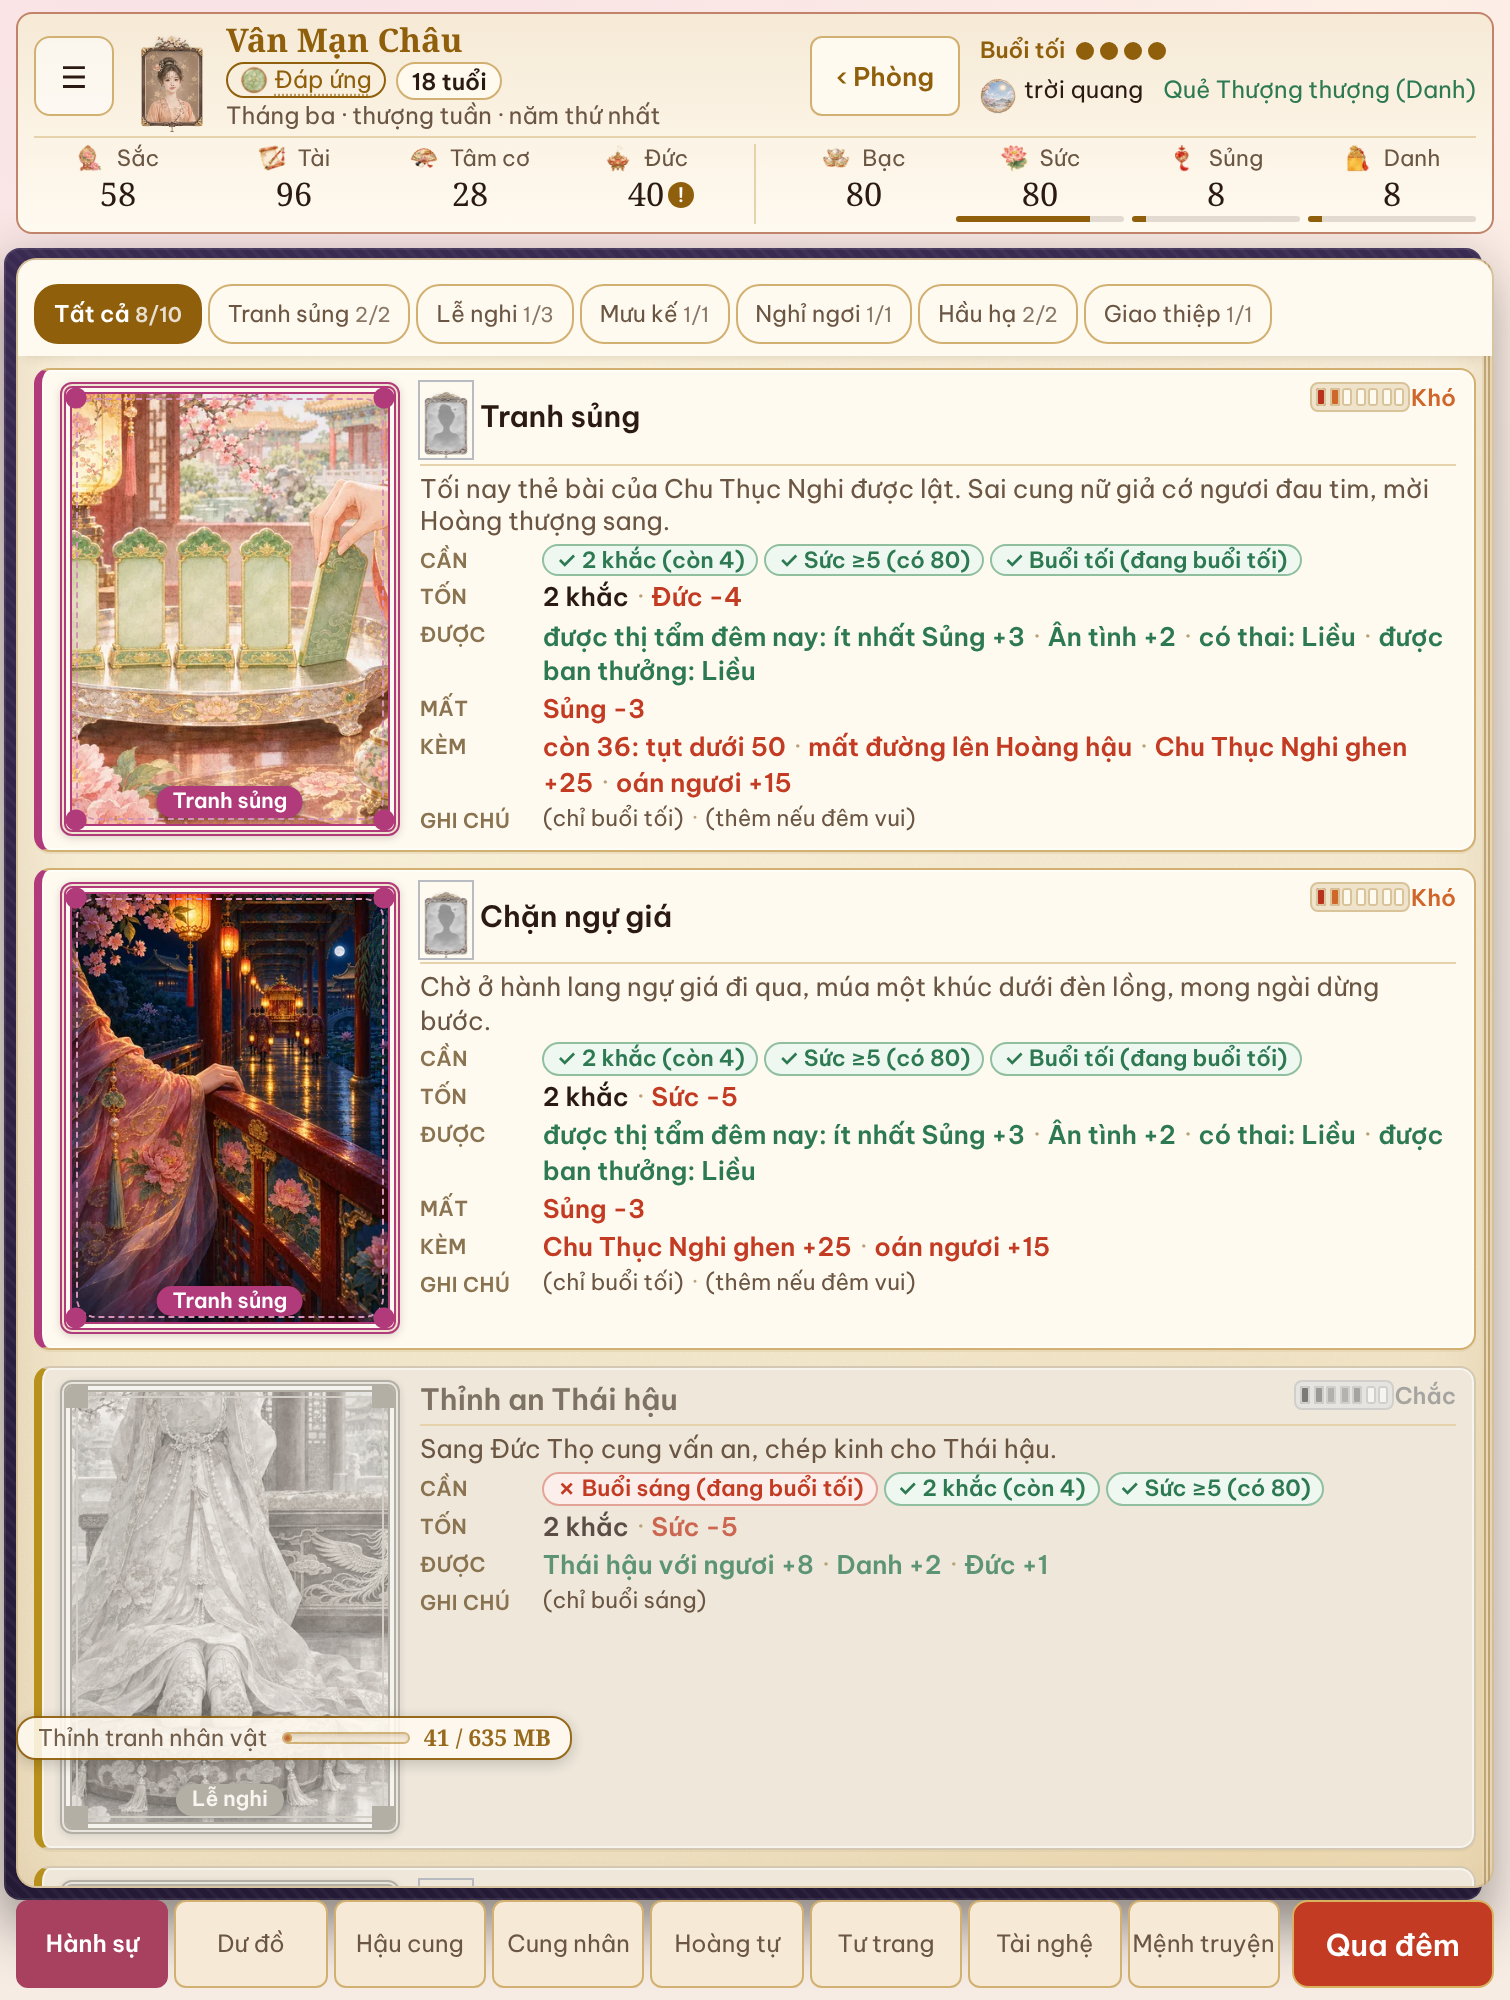 ☰
Vân Mạn Châu
Đáp ứng 18 tuổi
Tháng ba · thượng tuần · năm thứ nhất
‹ Phòng
Buổi tối
trời quang Quẻ Thượng thượng (Danh)
Sắc Tài Tâm cơ Đức Bạc Sức Sủng Danh
58 96 28 40 ! 80 80 8 8
Tất cả 8/10 Tranh sủng 2/2 Lễ nghi 1/3 Mưu kế 1/1 Nghỉ ngơi 1/1 Hầu hạ 2/2 Giao thiệp 1/1
Tranh sủng
Tranh sủng Khó
Tối nay thẻ bài của Chu Thục Nghi được lật. Sai cung nữ giả cớ ngươi đau tim, mời
Hoàng thượng sang.
CẦN ✓ 2 khắc (còn 4) ✓ Sức ≥5 (có 80) ✓ Buổi tối (đang buổi tối)
TỐN 2 khắc · Đức -4
ĐƯỢC được thị tẩm đêm nay: ít nhất Sủng +3 · Ân tình +2 · có thai: Liều · được
ban thưởng: Liều
MẤT Sủng -3
KÈM còn 36: tụt dưới 50 · mất đường lên Hoàng hậu · Chu Thục Nghi ghen
+25 · oán ngươi +15
GHI CHÚ (chỉ buổi tối) · (thêm nếu đêm vui)
Tranh sủng
Chặn ngự giá Khó
Chờ ở hành lang ngự giá đi qua, múa một khúc dưới đèn lồng, mong ngài dừng
bước.
CẦN ✓ 2 khắc (còn 4) ✓ Sức ≥5 (có 80) ✓ Buổi tối (đang buổi tối)
TỐN 2 khắc · Sức -5
ĐƯỢC được thị tẩm đêm nay: ít nhất Sủng +3 · Ân tình +2 · có thai: Liều · được
ban thưởng: Liều
MẤT Sủng -3
KÈM Chu Thục Nghi ghen +25 · oán ngươi +15
GHI CHÚ (chỉ buổi tối) · (thêm nếu đêm vui)
Lễ nghi
Thỉnh an Thái hậu Chắc
Sang Đức Thọ cung vấn an, chép kinh cho Thái hậu.
CẦN × Buổi sáng (đang buổi tối) ✓ 2 khắc (còn 4) ✓ Sức ≥5 (có 80)
TỐN 2 khắc · Sức -5
ĐƯỢC Thái hậu với ngươi +8 · Danh +2 · Đức +1
GHI CHÚ (chỉ buổi sáng)
Thỉnh tranh nhân vật 41 / 635 MB
Hành sự Dư đồ Hậu cung Cung nhân Hoàng tự Tư trang Tài nghệ Mệnh truyện Qua đêm